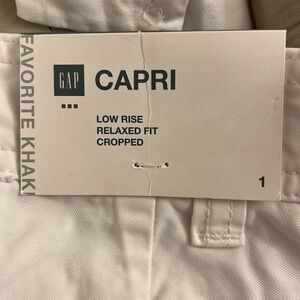 FAVORITE KHAKI
GAP
CAPRI
LOW RISE
RELAXED FIT
CROPPED
1